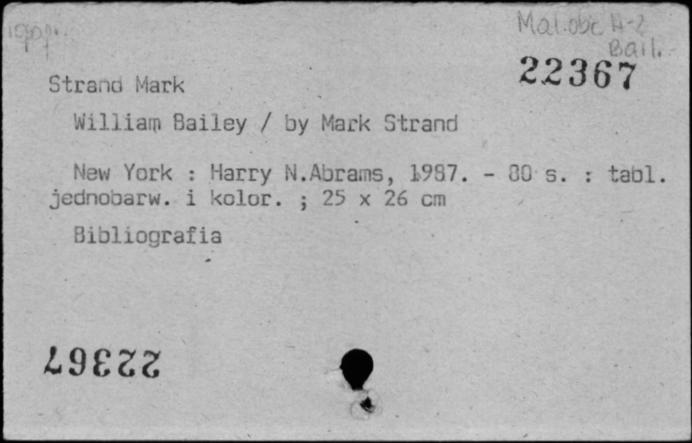 Mal. obc A-2
Bail.
22367
Strand Mark
William Bailey / by Mark Strand
New York : Harry N.Abrams, 1987. - 80 s. : tabl.
jednobarw. i kolor. ; 25 x 26 cm
Bibliografia
22367